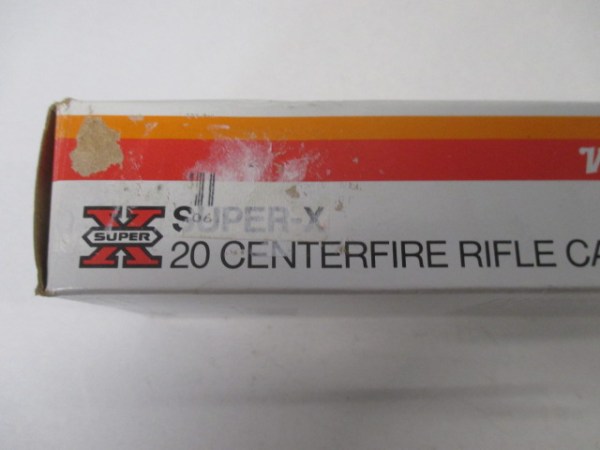 W
SUPER-X
SUPER
20 CENTERFIRE RIFLE CA